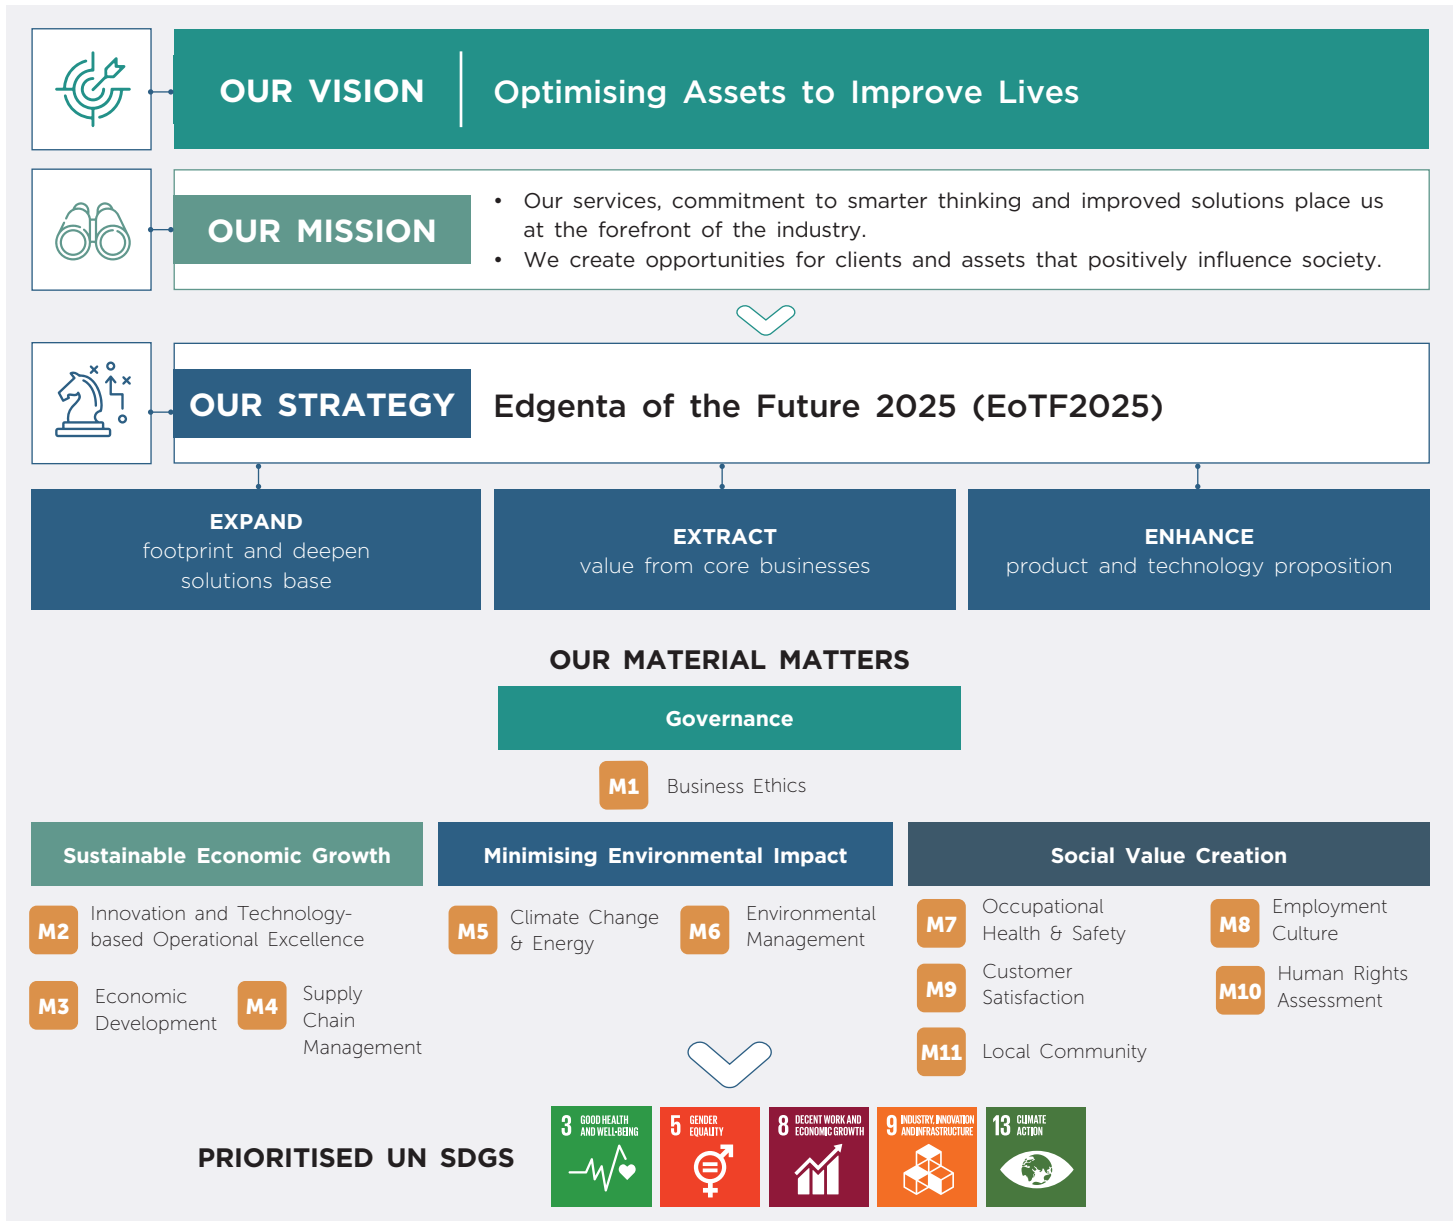 OUR VISION
Optimising Assets to Improve Lives
OUR MISSION
• Our services, commitment to smarter thinking and improved solutions place us
at the forefront of the industry.
• We create opportunities for clients and assets that positively influence society.
OUR STRATEGY
Edgenta of the Future 2025 (EoTF2025)
EXPAND
footprint and deepen
solutions base
EXTRACT
value from core businesses
ENHANCE
product and technology proposition
OUR MATERIAL MATTERS
Governance
M1 Business Ethics
Sustainable Economic Growth
M2 Innovation and Technology-
based Operational Excellence
M3 Economic
Development
M4 Supply
Chain
Management
Minimising Environmental Impact
M5 Climate Change
& Energy
M6 Environmental
Management
Social Value Creation
M7 Occupational
Health & Safety
M8 Employment
Culture
M9 Customer
Satisfaction
M10 Human Rights
Assessment
M11 Local Community
PRIORITISED UN SDGS
3 GOOD HEALTH
AND WELL-BEING
5 GENDER
EQUALITY
8 DECENT WORK AND
ECONOMIC GROWTH
9 INDUSTRY, INNOVATION
AND INFRASTRUCTURE
13 CLIMATE
ACTION